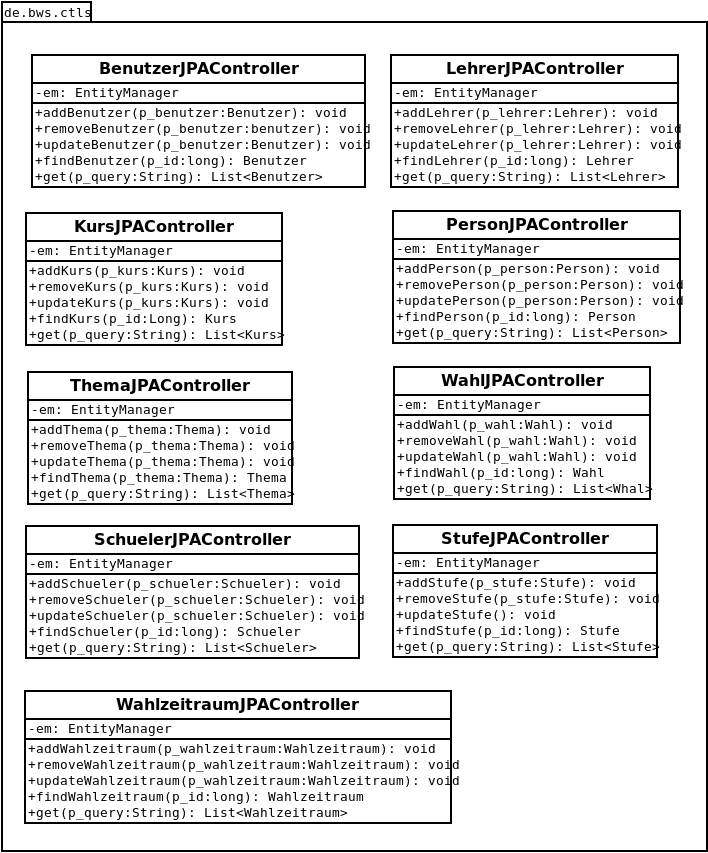 de.bws.ctls
BenutzerJPAController
-em: EntityManager
+addBenutzer(p_benutzer:Benutzer): void
+removeBenutzer(p_benutzer:benutzer): void
+updateBenutzer(p_benutzer:Benutzer): void
+findBenutzer(p_id:long): Benutzer
+get(p_query:String): List<Benutzer>
LehrerJPAController
-em: EntityManager
+addLehrer(p_lehrer:Lehrer): void
+removeLehrer(p_lehrer:Lehrer): void
+updateLehrer(p_lehrer:Lehrer): void
+findLehrer(p_id:long): Lehrer
+get(p_query:String): List<Lehrer>
KursJPAController
-em: EntityManager
+addKurs(p_kurs:Kurs): void
+removeKurs(p_kurs:Kurs): void
+updateKurs(p_kurs:Kurs): void
+findKurs(p_id:Long): Kurs
+get(p_query:String): List<Kurs>
PersonJPAController
-em: EntityManager
+addPerson(p_person:Person): void
+removePerson(p_person:Person): void
+updatePerson(p_person:Person): void
+findPerson(p_id:long): Person
+get(p_query:String): List<Person>
ThemaJPAController
-em: EntityManager
+addThema(p_thema:Thema): void
+removeThema(p_thema:Thema): void
+updateThema(p_thema:Thema): void
+findThema(p_thema:Thema): Thema
+get(p_query:String): List<Thema>
WahlJPAController
-em: EntityManager
+addWahl(p_wahl:Wahl): void
+removeWahl(p_wahl:Wahl): void
+updateWahl(p_wahl:Wahl): void
+findWahl(p_id:long): Wahl
+get(p_query:String): List<Whal>
SchuelerJPAController
-em: EntityManager
+addSchueler(p_schueler:Schueler): void
+removeSchueler(p_schueler:Schueler): void
+updateSchueler(p_schueler:Schueler): void
+findSchueler(p_id:long): Schueler
+get(p_query:String): List<Schueler>
StufeJPAController
-em: EntityManager
+addStufe(p_stufe:Stufe): void
+removeStufe(p_stufe:Stufe): void
+updateStufe(): void
+findStufe(p_id:long): Stufe
+get(p_query:String): List<Stufe>
WahlzeitraumJPAController
-em: EntityManager
+addWahlzeitraum(p_wahlzeitraum:Wahlzeitraum): void
+removeWahlzeitraum(p_wahlzeitraum:Wahlzeitraum): void
+updateWahlzeitraum(p_wahlzeitraum:Wahlzeitraum): void
+findWahlzeitraum(p_id:long): Wahlzeitraum
+get(p_query:String): List<Wahlzeitraum>